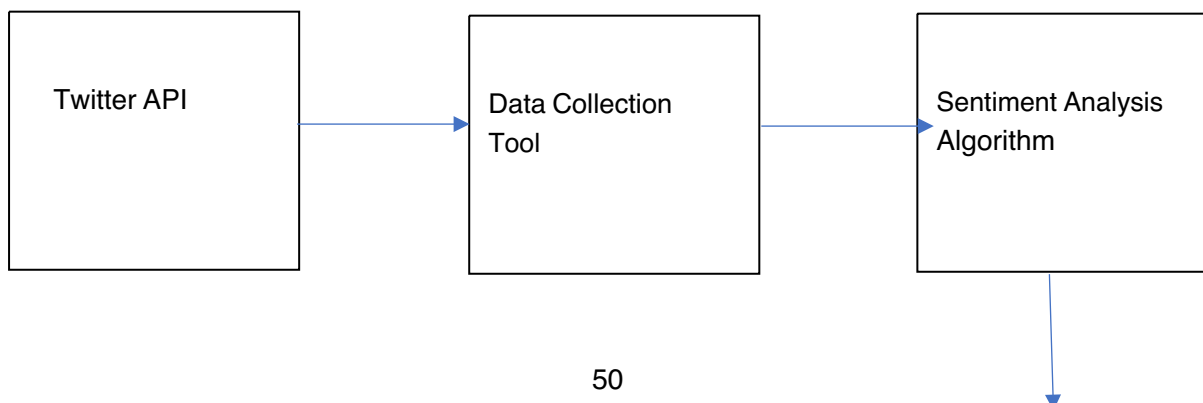 Twitter API
Data Collection
Tool
Sentiment Analysis
Algorithm
50